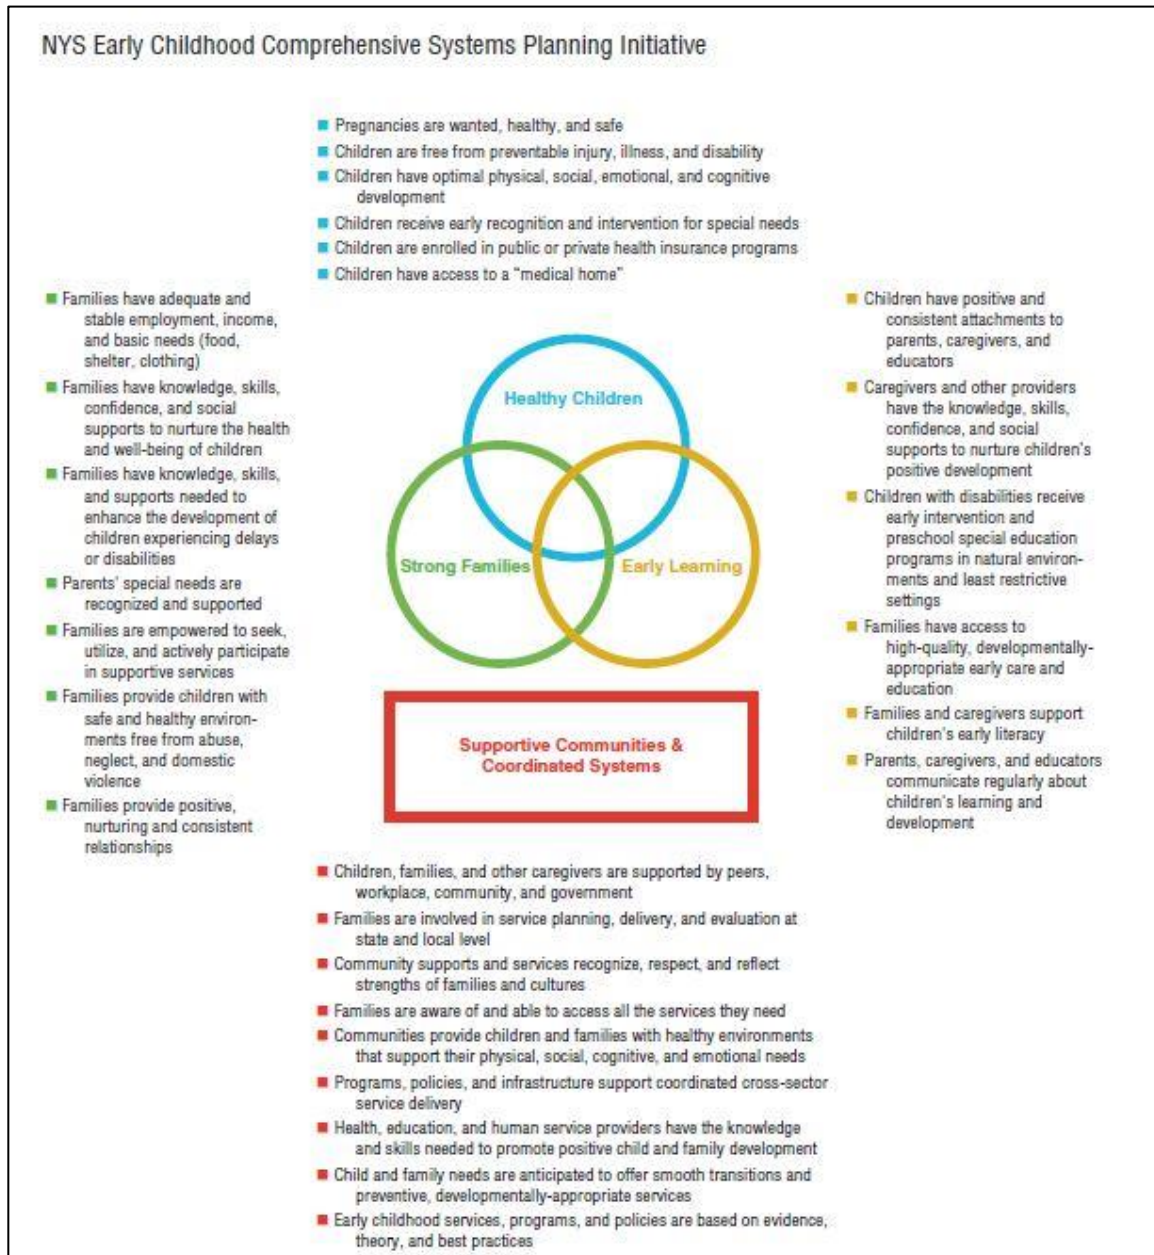 NYS Early Childhood Comprehensive Systems Planning Initiative
Pregnancies are wanted, healthy, and safe
Children are free from preventable injury, illness, and disability
Children have optimal physical, social, emotional, and cognitive
development
Children receive early recognition and intervention for special needs
Children are enrolled in public or private health insurance programs
Children have access to a “medical home”
Families have adequate and
stable employment, income,
and basic needs (food,
shelter, clothing)
Families have knowledge, skills,
confidence, and social
supports to nurture the health
and well-being of children
Families have knowledge, skills,
and supports needed to
enhance the development of
children experiencing delays
or disabilities
Parents’ special needs are
recognized and supported
Families are empowered to seek,
utilize, and actively participate
in supportive services
Families provide children with
safe and healthy environ-
ments free from abuse,
neglect, and domestic
violence
Families provide positive,
nurturing and consistent
relationships
Healthy Children
Strong Families
Early Learning
Supportive Communities &
Coordinated Systems
Children have positive and
consistent attachments to
parents, caregivers, and
educators
Caregivers and other providers
have the knowledge, skills,
confidence, and social
supports to nurture children’s
positive development
Children with disabilities receive
early intervention and
preschool special education
programs in natural environ-
ments and least restrictive
settings
Families have access to
high-quality, developmentally-
appropriate early care and
education
Families and caregivers support
children’s early literacy
Parents, caregivers, and educators
communicate regularly about
children’s learning and
development
Children, families, and other caregivers are supported by peers,
workplace, community, and government
Families are involved in service planning, delivery, and evaluation at
state and local level
Community supports and services recognize, respect, and reflect
strengths of families and cultures
Families are aware of and able to access all the services they need
Communities provide children and families with healthy environments
that support their physical, social, cognitive, and emotional needs
Programs, policies, and infrastructure support coordinated cross-sector
service delivery
Health, education, and human service providers have the knowledge
and skills needed to promote positive child and family development
Child and family needs are anticipated to offer smooth transitions and
preventive, developmentally-appropriate services
Early childhood services, programs, and policies are based on evidence,
theory, and best practices